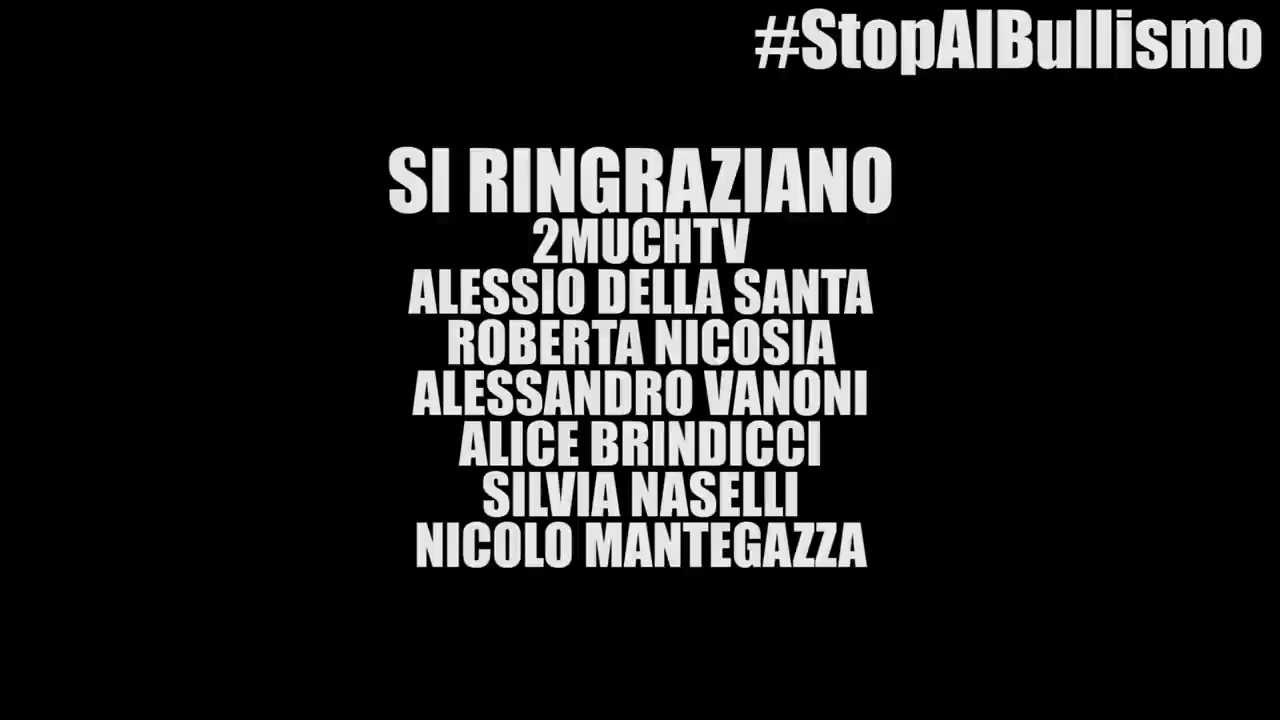 #StopAlBullismo
SI RINGRAZIANO
2MUCHTV
ALESSIO DELLA SANTA
ROBERTA NICOSIA
ALESSANDRO VANONI
ALICE BRINDICCI
SILVIA NASELLI
NICOLO MANTEGAZZA